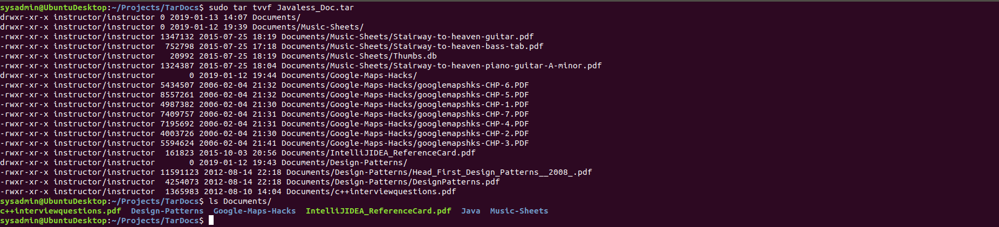 sysadmin@UbuntuDesktop:~/Projects/TarDocs$ sudo tar tvvf Javaless_Doc.tar
drwxr-xr-x instructor/instructor 0 2019-01-13 14:07 Documents/
drwxr-xr-x instructor/instructor 0 2019-01-12 19:39 Documents/Music-Sheets/
-rwxr-xr-x instructor/instructor 1347132 2015-07-25 18:19 Documents/Music-Sheets/Stairway-to-heaven-guitar.pdf
-rwxr-xr-x instructor/instructor  752798 2015-07-25 17:18 Documents/Music-Sheets/Stairway-to-heaven-bass-tab.pdf
-rwxr-xr-x instructor/instructor   20992 2015-07-25 18:19 Documents/Music-Sheets/Thumbs.db
-rwxr-xr-x instructor/instructor 1324387 2015-07-25 18:04 Documents/Music-Sheets/Stairway-to-heaven-piano-guitar-A-minor.pdf
drwxr-xr-x instructor/instructor       0 2019-01-12 19:44 Documents/Google-Maps-Hacks/
-rwxr-xr-x instructor/instructor 5434507 2006-02-04 21:32 Documents/Google-Maps-Hacks/googlemapshks-CHP-6.PDF
-rwxr-xr-x instructor/instructor 8557261 2006-02-04 21:32 Documents/Google-Maps-Hacks/googlemapshks-CHP-5.PDF
-rwxr-xr-x instructor/instructor 4987382 2006-02-04 21:30 Documents/Google-Maps-Hacks/googlemapshks-CHP-1.PDF
-rwxr-xr-x instructor/instructor 7409757 2006-02-04 21:31 Documents/Google-Maps-Hacks/googlemapshks-CHP-7.PDF
-rwxr-xr-x instructor/instructor 7195692 2006-02-04 21:31 Documents/Google-Maps-Hacks/googlemapshks-CHP-4.PDF
-rwxr-xr-x instructor/instructor 4003726 2006-02-04 21:30 Documents/Google-Maps-Hacks/googlemapshks-CHP-2.PDF
-rwxr-xr-x instructor/instructor 5594624 2006-02-04 21:41 Documents/Google-Maps-Hacks/googlemapshks-CHP-3.PDF
-rwxr-xr-x instructor/instructor  161823 2015-10-03 20:56 Documents/IntelliJIDEA_ReferenceCard.pdf
drwxr-xr-x instructor/instructor       0 2019-01-12 19:43 Documents/Design-Patterns/
-rwxr-xr-x instructor/instructor 11591123 2012-08-14 22:18 Documents/Design-Patterns/Head_First_Design_Patterns__2008_.pdf
-rwxr-xr-x instructor/instructor  4254073 2012-08-14 22:18 Documents/Design-Patterns/DesignPatterns.pdf
-rwxr-xr-x instructor/instructor  1365983 2012-08-10 14:04 Documents/c++interviewquestions.pdf
sysadmin@UbuntuDesktop:~/Projects/TarDocs$ ls Documents/
c++interviewquestions.pdf  Design-Patterns  Google-Maps-Hacks  IntelliJIDEA_ReferenceCard.pdf  Java  Music-Sheets
sysadmin@UbuntuDesktop:~/Projects/TarDocs$